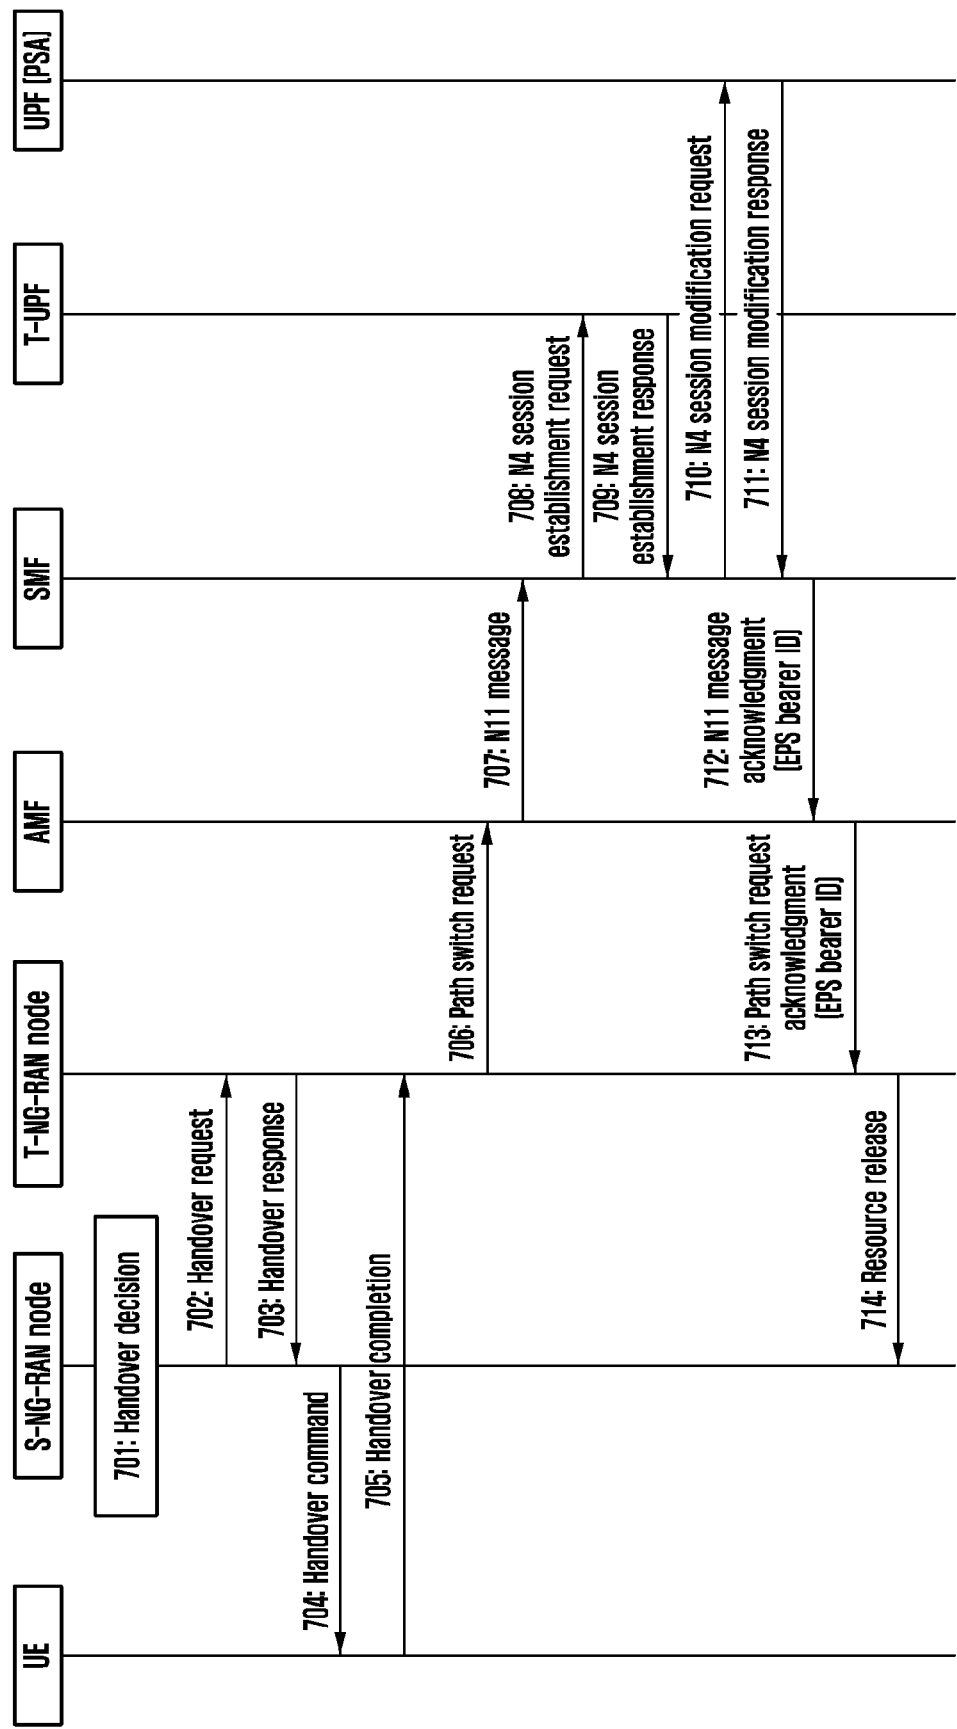 UE
S-NG-RAN node
T-NG-RAN node
AMF
SMF
T-UPF
UPF [PSA]
701: Handover decision
702: Handover request
703: Handover response
704: Handover command
705: Handover completion
706: Path switch request
707: N11 message
708: N4 session
establishment request
709: N4 session
establishment response
710: N4 session modification request
711: N4 session modification response
712: N11 message
acknowledgment
(EPS bearer ID)
713: Path switch request
acknowledgment
(EPS bearer ID)
714: Resource release